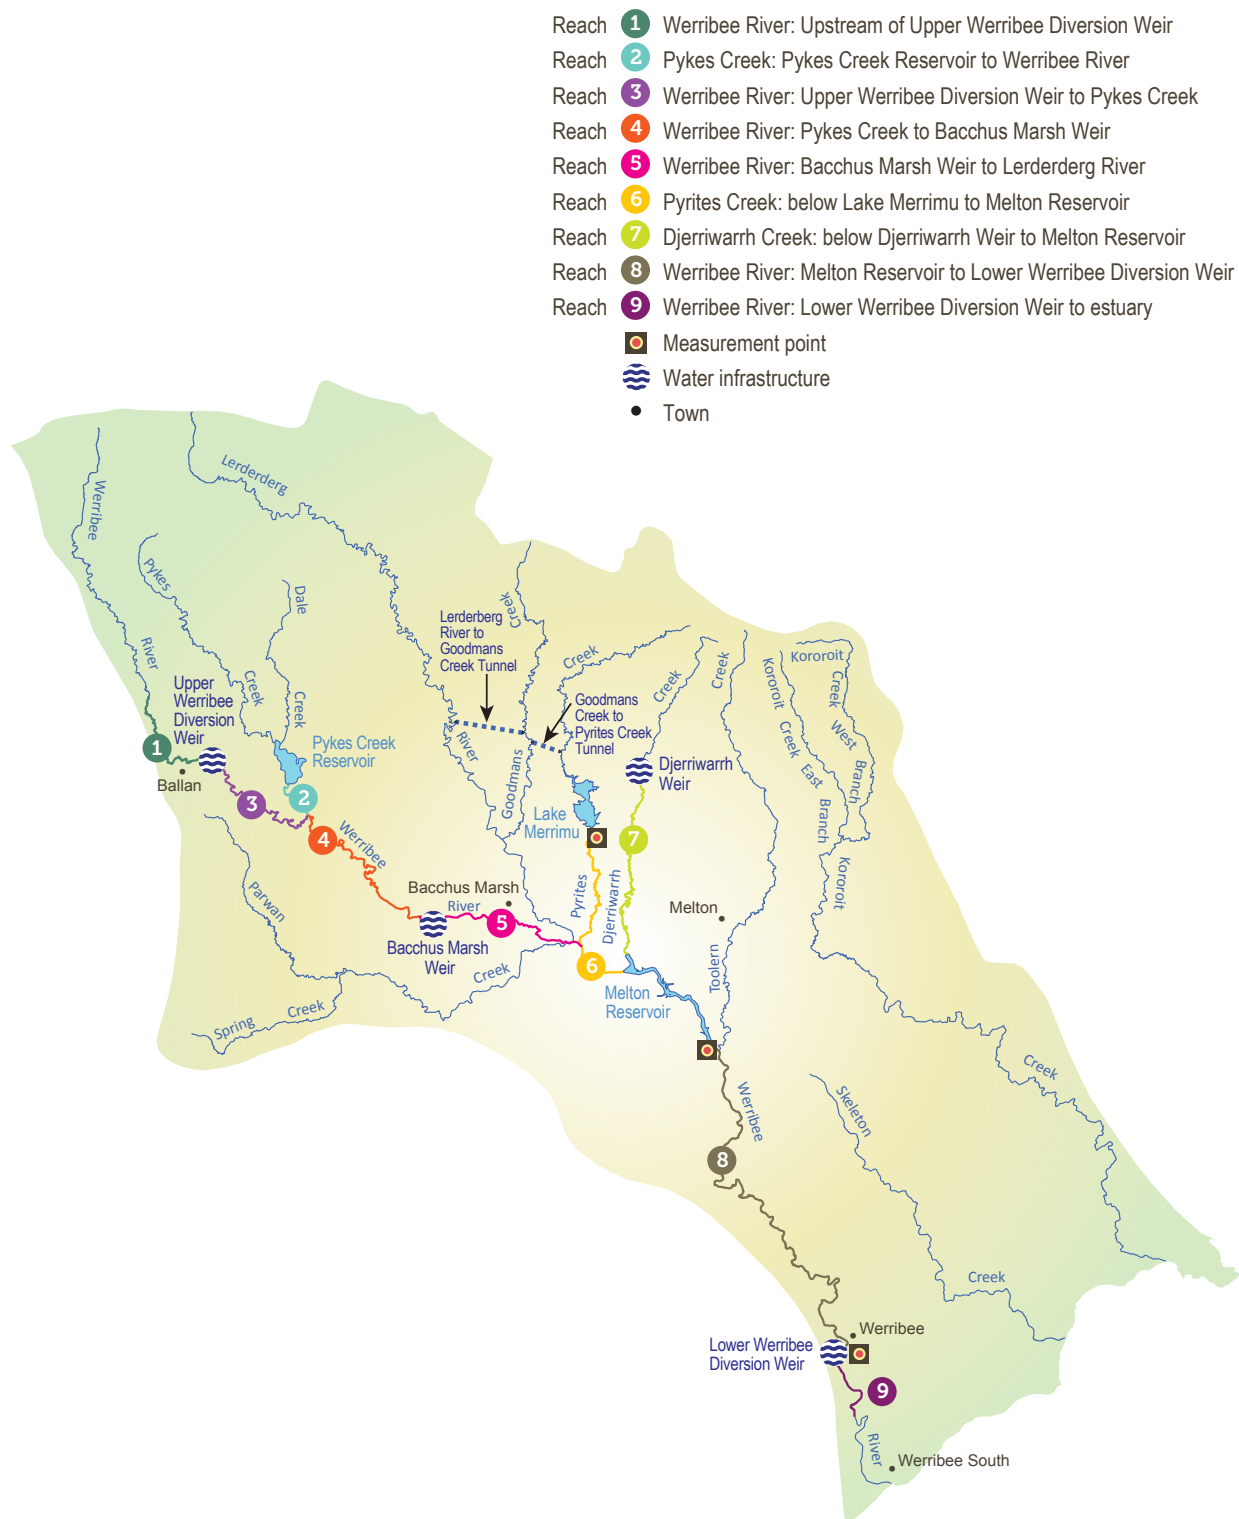 Reach 1 Werribee River: Upstream of Upper Werribee Diversion Weir
Reach 2 Pykes Creek: Pykes Creek Reservoir to Werribee River
Reach 3 Werribee River: Upper Werribee Diversion Weir to Pykes Creek
Reach 4 Werribee River: Pykes Creek to Bacchus Marsh Weir
Reach 5 Werribee River: Bacchus Marsh Weir to Lerderderg River
Reach 6 Pyrites Creek: below Lake Merrimu to Melton Reservoir
Reach 7 Djerriwarrh Creek: below Djerriwarrh Weir to Melton Reservoir
Reach 8 Werribee River: Melton Reservoir to Lower Werribee Diversion Weir
Reach 9 Werribee River: Lower Werribee Diversion Weir to estuary
Measurement point
Water infrastructure
Town
Lerderderg
Werribee
Pykes
Dale
Creek
Lerderberg
River to
Goodmans
Creek Tunnel
River
Creek
Creek
Creek
Kororoit
Kororoit
Creek
Creek
Upper
Werribee
Diversion
Weir
Creek
Creek
Goodmans
Creek to
Pyrites Creek
Tunnel
Creek
East
West
Pykes Creek
Reservoir
River
1
Ballan
Goodmans
Djerriwarrh
Weir
Branch
Branch
3
2
Lake
Merrimu
4
Werribee
7
Kororoit
Parwan
Bacchus Marsh
River
5
Pyrites
Djerriwarrh
Melton
Bacchus Marsh
Weir
Creek
6
Toolern
Melton
Reservoir
Spring
Creek
Creek
Werribee
Skeleton
8
Creek
Werribee
Lower Werribee
Diversion Weir
9
River
Werribee South